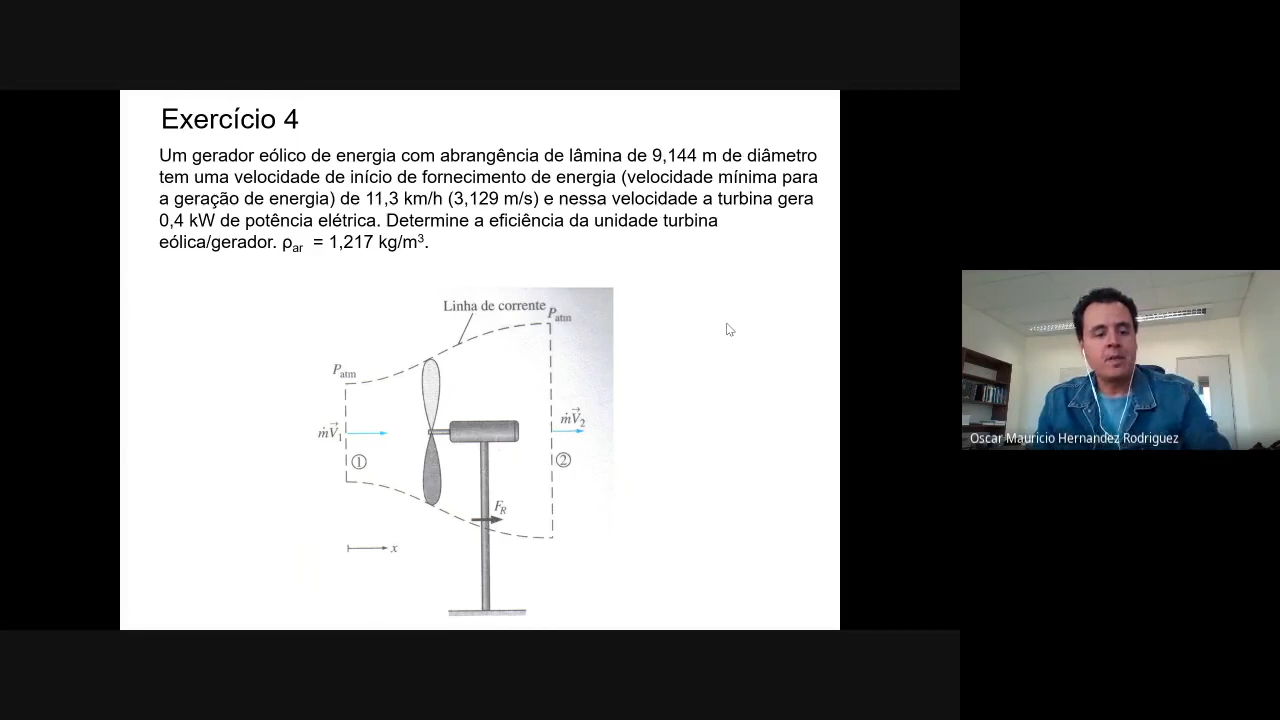 Exercício 4
Um gerador eólico de energia com abrangência de lâmina de 9,144 m de diâmetro
tem uma velocidade de início de fornecimento de energia (velocidade mínima para
a geração de energia) de 11,3 km/h (3,129 m/s) e nessa velocidade a turbina gera
0,4 kW de potência elétrica. Determine a eficiência da unidade turbina
eólica/gerador. ρar = 1,217 kg/m³.
Linha de corrente
Patm
Patm
ṁV⃗1
ṁV⃗2
①
②
FR
x
Oscar Mauricio Hernandez Rodriguez